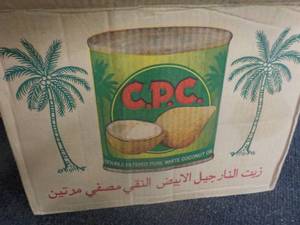 C.P.C.
DOUBLE FILTERED PURE WHITE COCONUT OIL
زيت النارجيل الابيض النقي مصفي مرتين